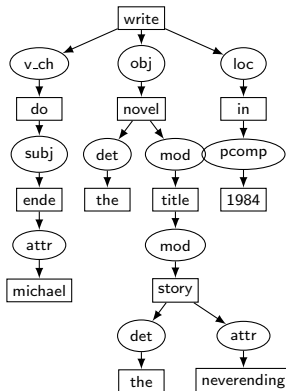 write
v_ch obj loc
do novel in
subj det mod pcomp
ende the title 1984
attr mod
michael story
det attr
the neverending